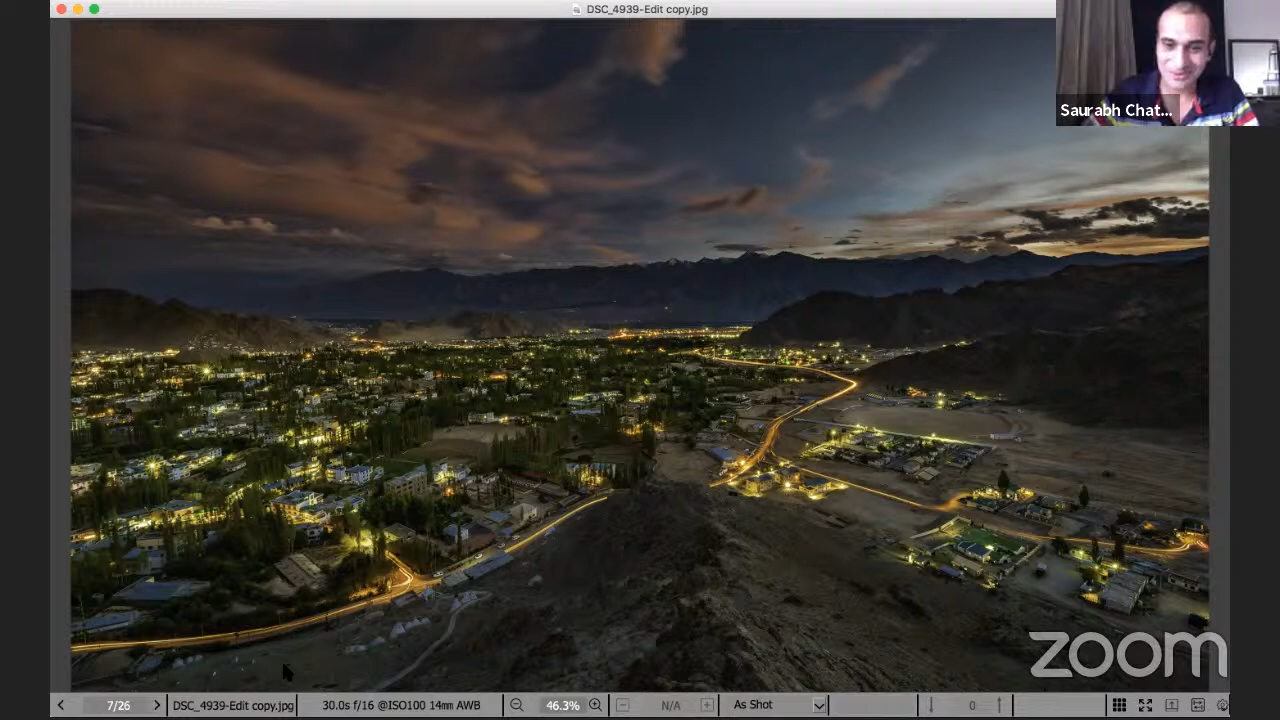 DSC_4939-Edit copy.jpg
Saurabh Chat...
zoom
7/26
DSC_4939-Edit copy.jpg
30.0s f/16 @ISO100 14mm AWB
46.3%
N/A
As Shot
0